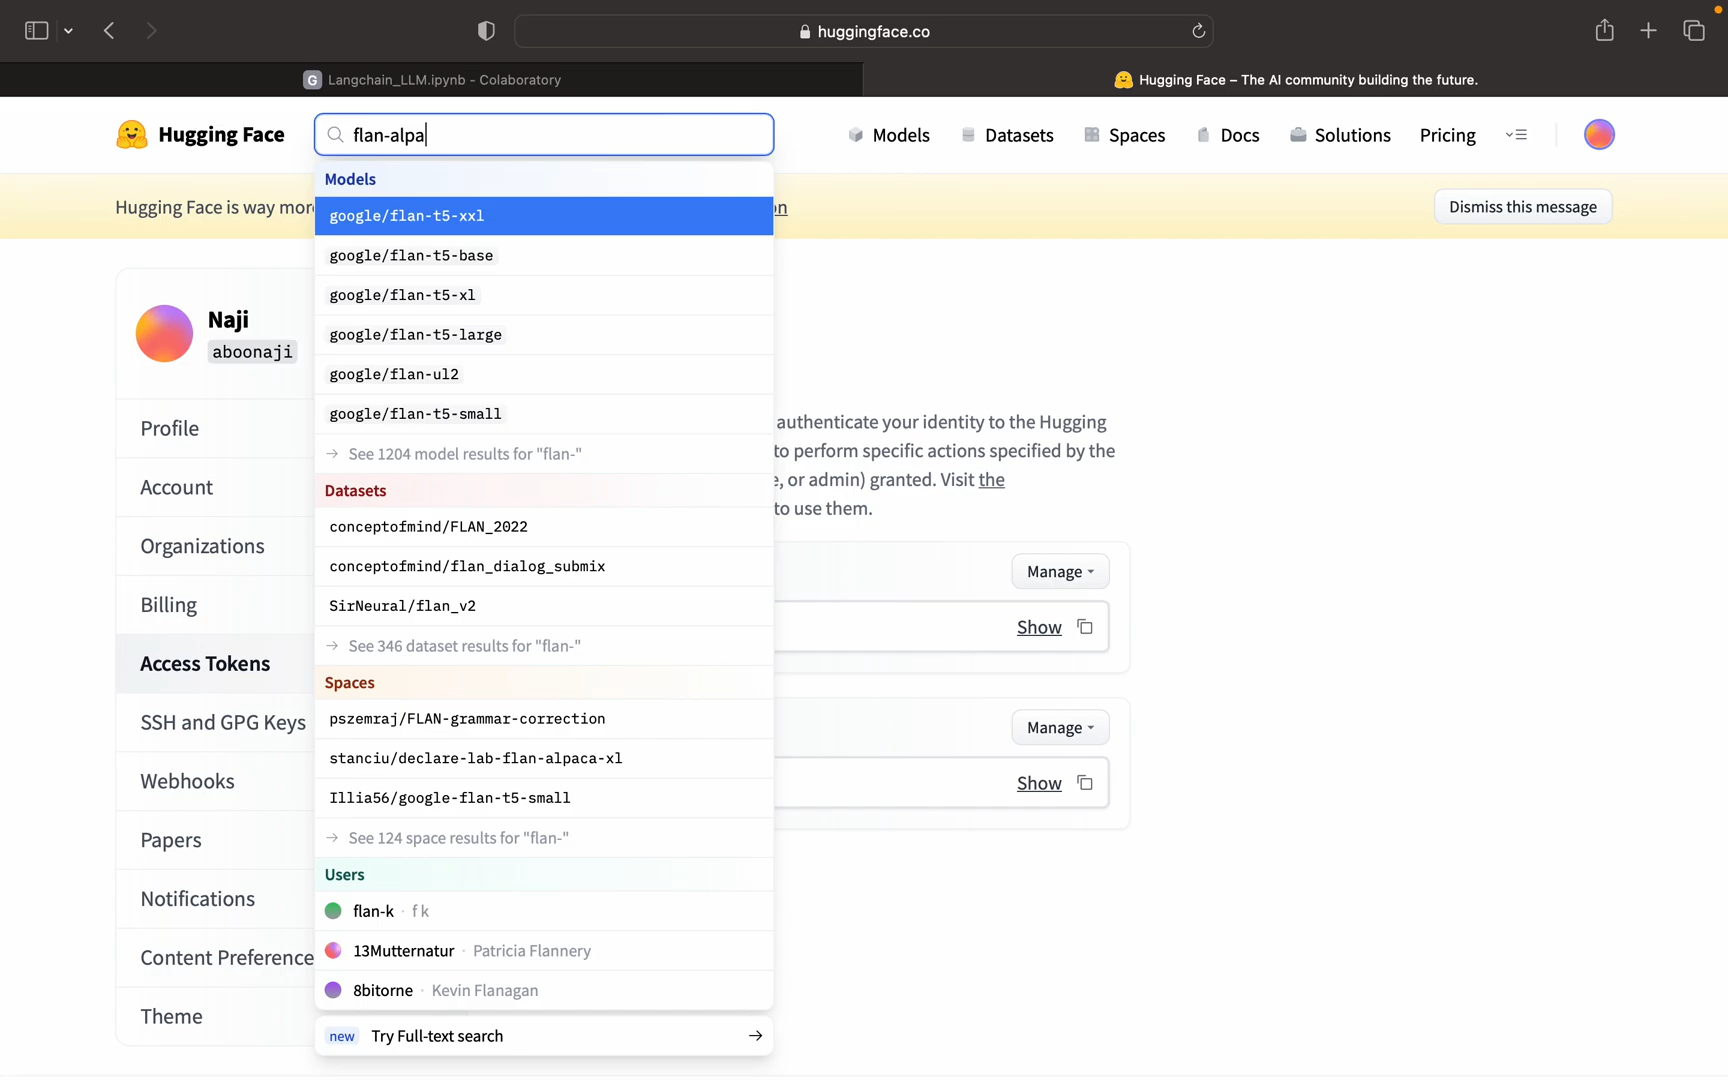 huggingface.co
G Langchain_LLM.ipynb - Colaboratory
Hugging Face – The AI community building the future.
Hugging Face
flan-alpa
Models
Datasets
Spaces
Docs
Solutions
Pricing
Hugging Face is way more
n
Dismiss this message
Models
google/flan-t5-xxl
google/flan-t5-base
google/flan-t5-xl
google/flan-t5-large
google/flan-ul2
google/flan-t5-small
→ See 1204 model results for "flan-"
Datasets
conceptofmind/FLAN_2022
conceptofmind/flan_dialog_submix
SirNeural/flan_v2
→ See 346 dataset results for "flan-"
Spaces
pszemraj/FLAN-grammar-correction
stanciu/declare-lab-flan-alpaca-xl
Illia56/google-flan-t5-small
→ See 124 space results for "flan-"
Users
flan-k · f k
13Mutternatur · Patricia Flannery
8bitorne · Kevin Flanagan
new Try Full-text search →
Naji
aboonaji
Profile
Account
Organizations
Billing
Access Tokens
SSH and GPG Keys
Webhooks
Papers
Notifications
Content Preference
Theme
authenticate your identity to the Hugging
to perform specific actions specified by the
e, or admin) granted. Visit the
to use them.
Manage
Show
Manage
Show